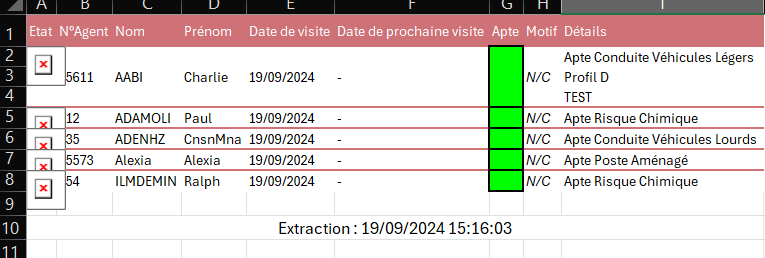 A B C D E F G H I
1 Etat N°Agent Nom Prénom Date de visite Date de prochaine visite Apte Motif Détails
2 Apte Conduite Véhicules Légers
3 5611 AABI Charlie 19/09/2024 - N/C Profil D
4 TEST
5 12 ADAMOLI Paul 19/09/2024 - N/C Apte Risque Chimique
6 35 ADENHZ CnsnMna 19/09/2024 - N/C Apte Conduite Véhicules Lourds
7 5573 Alexia Alexia 19/09/2024 - N/C Apte Poste Aménagé
8 54 ILMDEMIN Ralph 19/09/2024 - N/C Apte Risque Chimique
9
10 Extraction : 19/09/2024 15:16:03
11